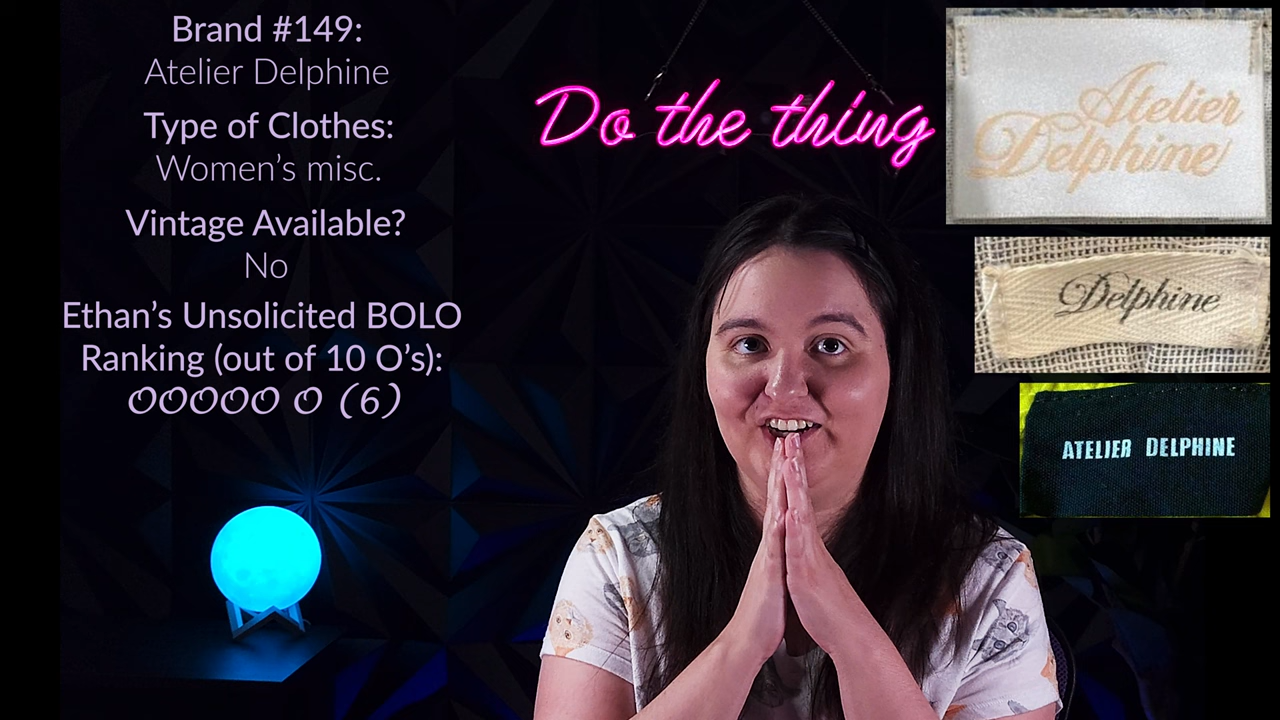 Brand #149:
Atelier Delphine
Type of Clothes:
Women's misc.
Vintage Available?
No
Ethan's Unsolicited BOLO
Ranking (out of 10 O's):
OOOOO O (6)
Do the thing
Atelier
Delphine
Delphine
ATELIER DELPHINE